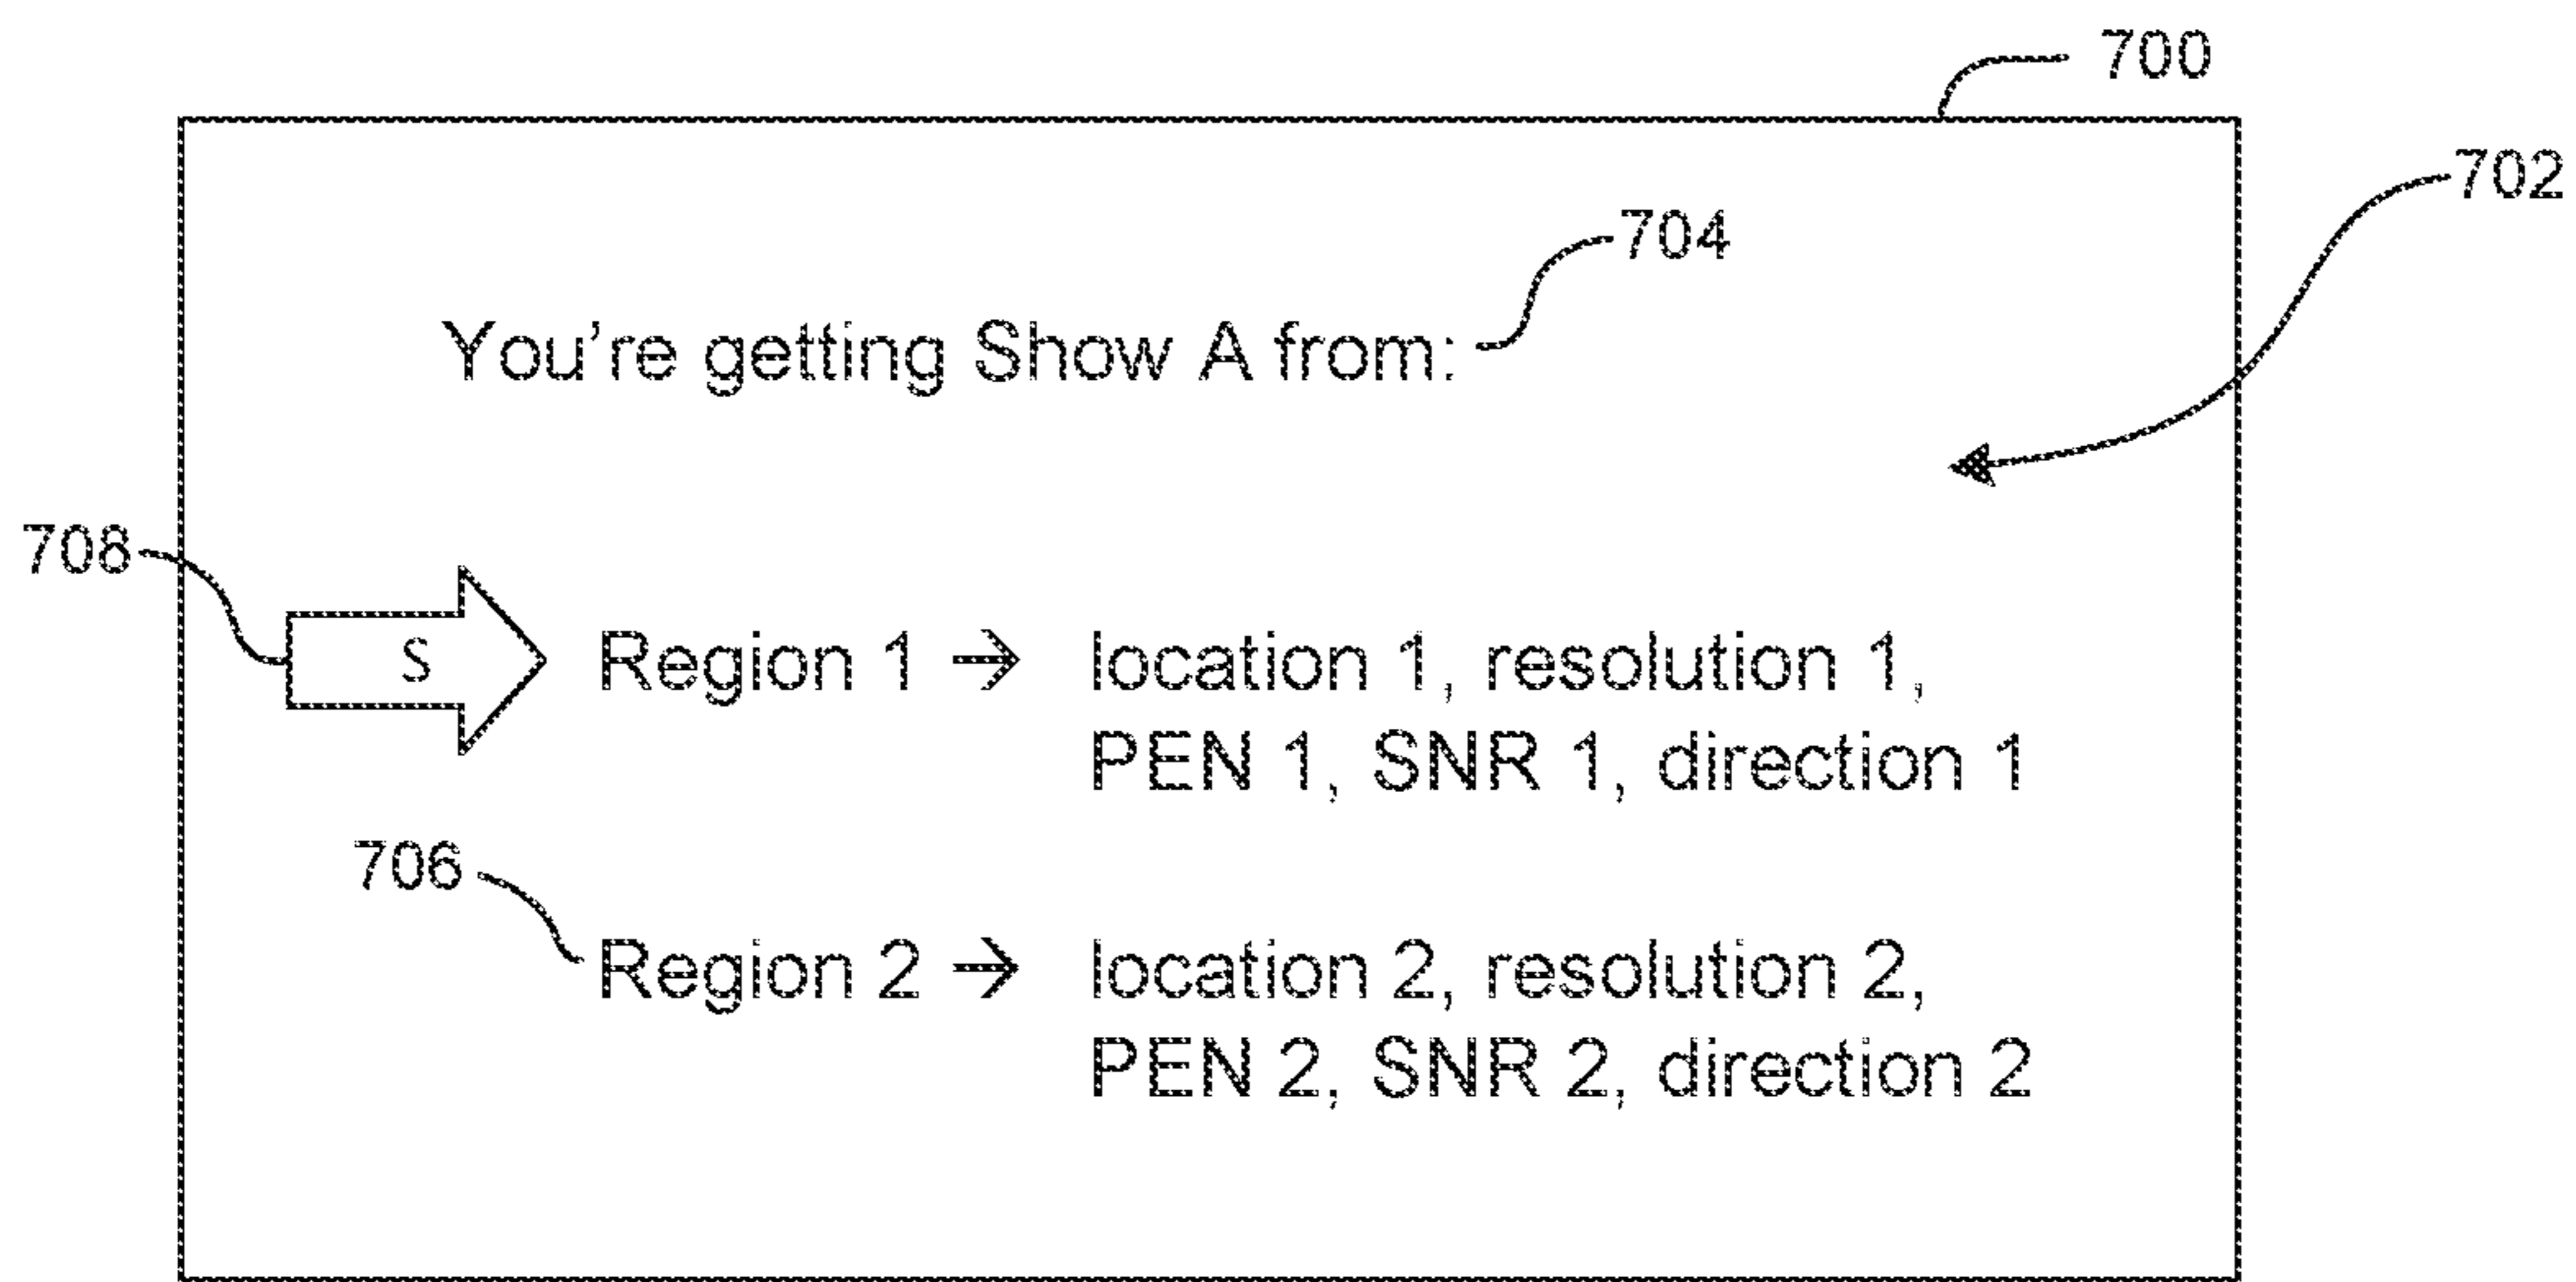 700
702
704
You're getting Show A from:
708
S Region 1 → location 1, resolution 1,
PEN 1, SNR 1, direction 1
706
Region 2 → location 2, resolution 2,
PEN 2, SNR 2, direction 2